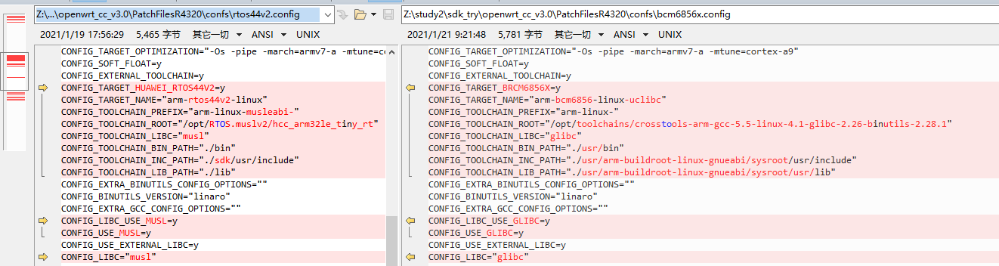 Z:\...\openwrt_cc_v3.0\PatchFilesR4320\confs\rtos44v2.config
2021/1/19 17:56:29 5,465 字节 其它一切 ANSI UNIX
CONFIG_TARGET_OPTIMIZATION="-Os -pipe -march=armv7-a -mtune=co
CONFIG_SOFT_FLOAT=y
CONFIG_EXTERNAL_TOOLCHAIN=y
CONFIG_TARGET_HUAWEI_RTOS44V2=y
CONFIG_TARGET_NAME="arm-rtos44v2-linux"
CONFIG_TOOLCHAIN_PREFIX="arm-linux-musleabi-"
CONFIG_TOOLCHAIN_ROOT="/opt/RTOS.muslv2/hcc_arm32le_tiny_rt"
CONFIG_TOOLCHAIN_LIBC="musl"
CONFIG_TOOLCHAIN_BIN_PATH="./bin"
CONFIG_TOOLCHAIN_INC_PATH="./sdk/usr/include"
CONFIG_TOOLCHAIN_LIB_PATH="./lib"
CONFIG_EXTRA_BINUTILS_CONFIG_OPTIONS=""
CONFIG_BINUTILS_VERSION="linaro"
CONFIG_EXTRA_GCC_CONFIG_OPTIONS=""
CONFIG_LIBC_USE_MUSL=y
CONFIG_USE_MUSL=y
CONFIG_USE_EXTERNAL_LIBC=y
CONFIG_LIBC="musl"
Z:\study2\sdk_try\openwrt_cc_v3.0\PatchFilesR4320\confs\bcm6856x.config
2021/1/21 9:21:48 5,781 字节 其它一切 ANSI UNIX
CONFIG_TARGET_OPTIMIZATION="-Os -pipe -march=armv7-a -mtune=cortex-a9"
CONFIG_SOFT_FLOAT=y
CONFIG_EXTERNAL_TOOLCHAIN=y
CONFIG_TARGET_BRCM6856X=y
CONFIG_TARGET_NAME="arm-bcm6856-linux-uclibc"
CONFIG_TOOLCHAIN_PREFIX="arm-linux-"
CONFIG_TOOLCHAIN_ROOT="/opt/toolchains/crosstools-arm-gcc-5.5-linux-4.1-glibc-2.26-binutils-2.28.1"
CONFIG_TOOLCHAIN_LIBC="glibc"
CONFIG_TOOLCHAIN_BIN_PATH="./usr/bin"
CONFIG_TOOLCHAIN_INC_PATH="./usr/arm-buildroot-linux-gnueabi/sysroot/usr/include"
CONFIG_TOOLCHAIN_LIB_PATH="./usr/arm-buildroot-linux-gnueabi/sysroot/usr/lib"
CONFIG_EXTRA_BINUTILS_CONFIG_OPTIONS=""
CONFIG_BINUTILS_VERSION="linaro"
CONFIG_EXTRA_GCC_CONFIG_OPTIONS=""
CONFIG_LIBC_USE_GLIBC=y
CONFIG_USE_GLIBC=y
CONFIG_USE_EXTERNAL_LIBC=y
CONFIG_LIBC="glibc"